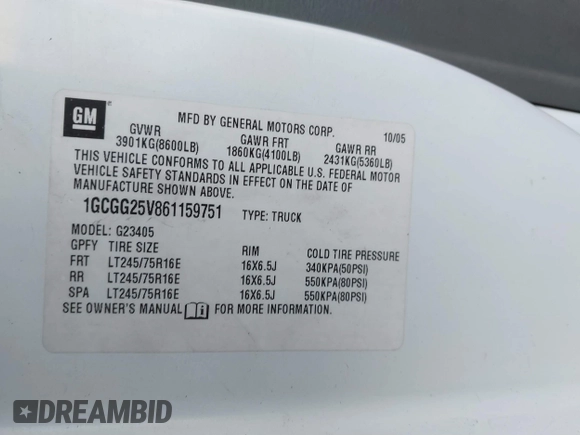 GM
MFD BY GENERAL MOTORS CORP. 10/05
GVWR GAWR FRT GAWR RR
3901KG(8600LB) 1860KG(4100LB) 2431KG(5360LB)
THIS VEHICLE CONFORMS TO ALL APPLICABLE U.S. FEDERAL MOTOR
VEHICLE SAFETY STANDARDS IN EFFECT ON THE DATE OF
MANUFACTURE SHOWN ABOVE.
1GCGG25V861159751 TYPE: TRUCK
MODEL: G23405
GPFY TIRE SIZE RIM COLD TIRE PRESSURE
FRT LT245/75R16E 16X6.5J 340KPA(50PSI)
RR LT245/75R16E 16X6.5J 550KPA(80PSI)
SPA LT245/75R16E 16X6.5J 550KPA(80PSI)
SEE OWNER'S MANUAL FOR MORE INFORMATION.
DREAMBID